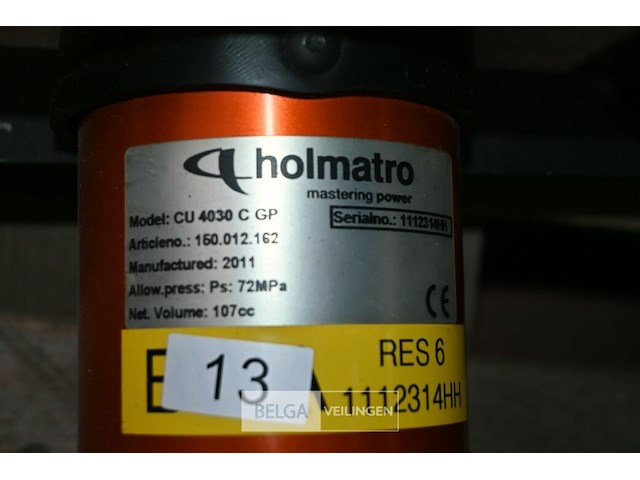 holmatro
mastering power
Model: CU 4030 C GP
Serialno.: 1112314HH
Articleno.: 150.012.162
Manufactured: 2011
Allow.press: Ps: 72MPa
Net. Volume: 107cc
CE
RES 6
13
1112314HH
BELGA VEILINGEN